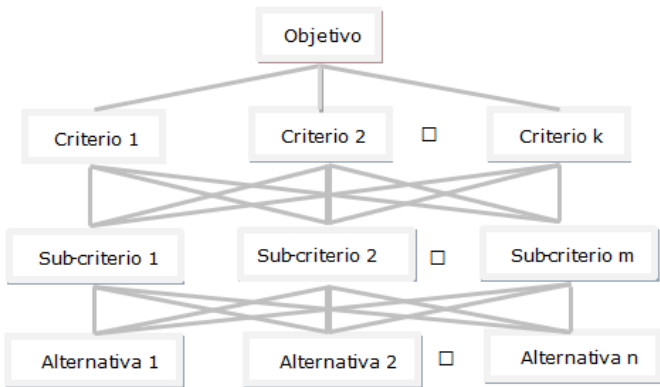 Objetivo
Criterio 1
Criterio 2
□
Criterio k
Sub-criterio 1
Sub-criterio 2
□
Sub-criterio m
Alternativa 1
Alternativa 2
□
Alternativa n